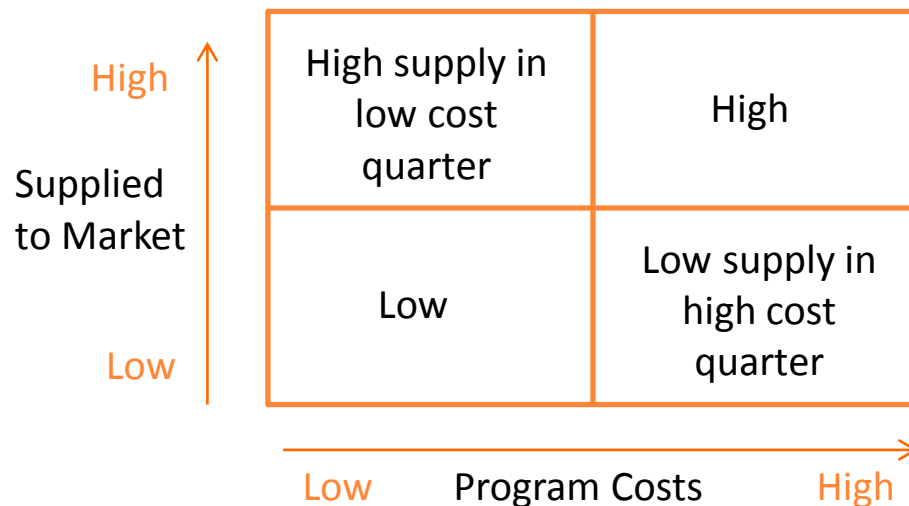 High
Supplied
to Market
Low
High supply in
low cost
quarter
High
Low
Low supply in
high cost
quarter
Low Program Costs High